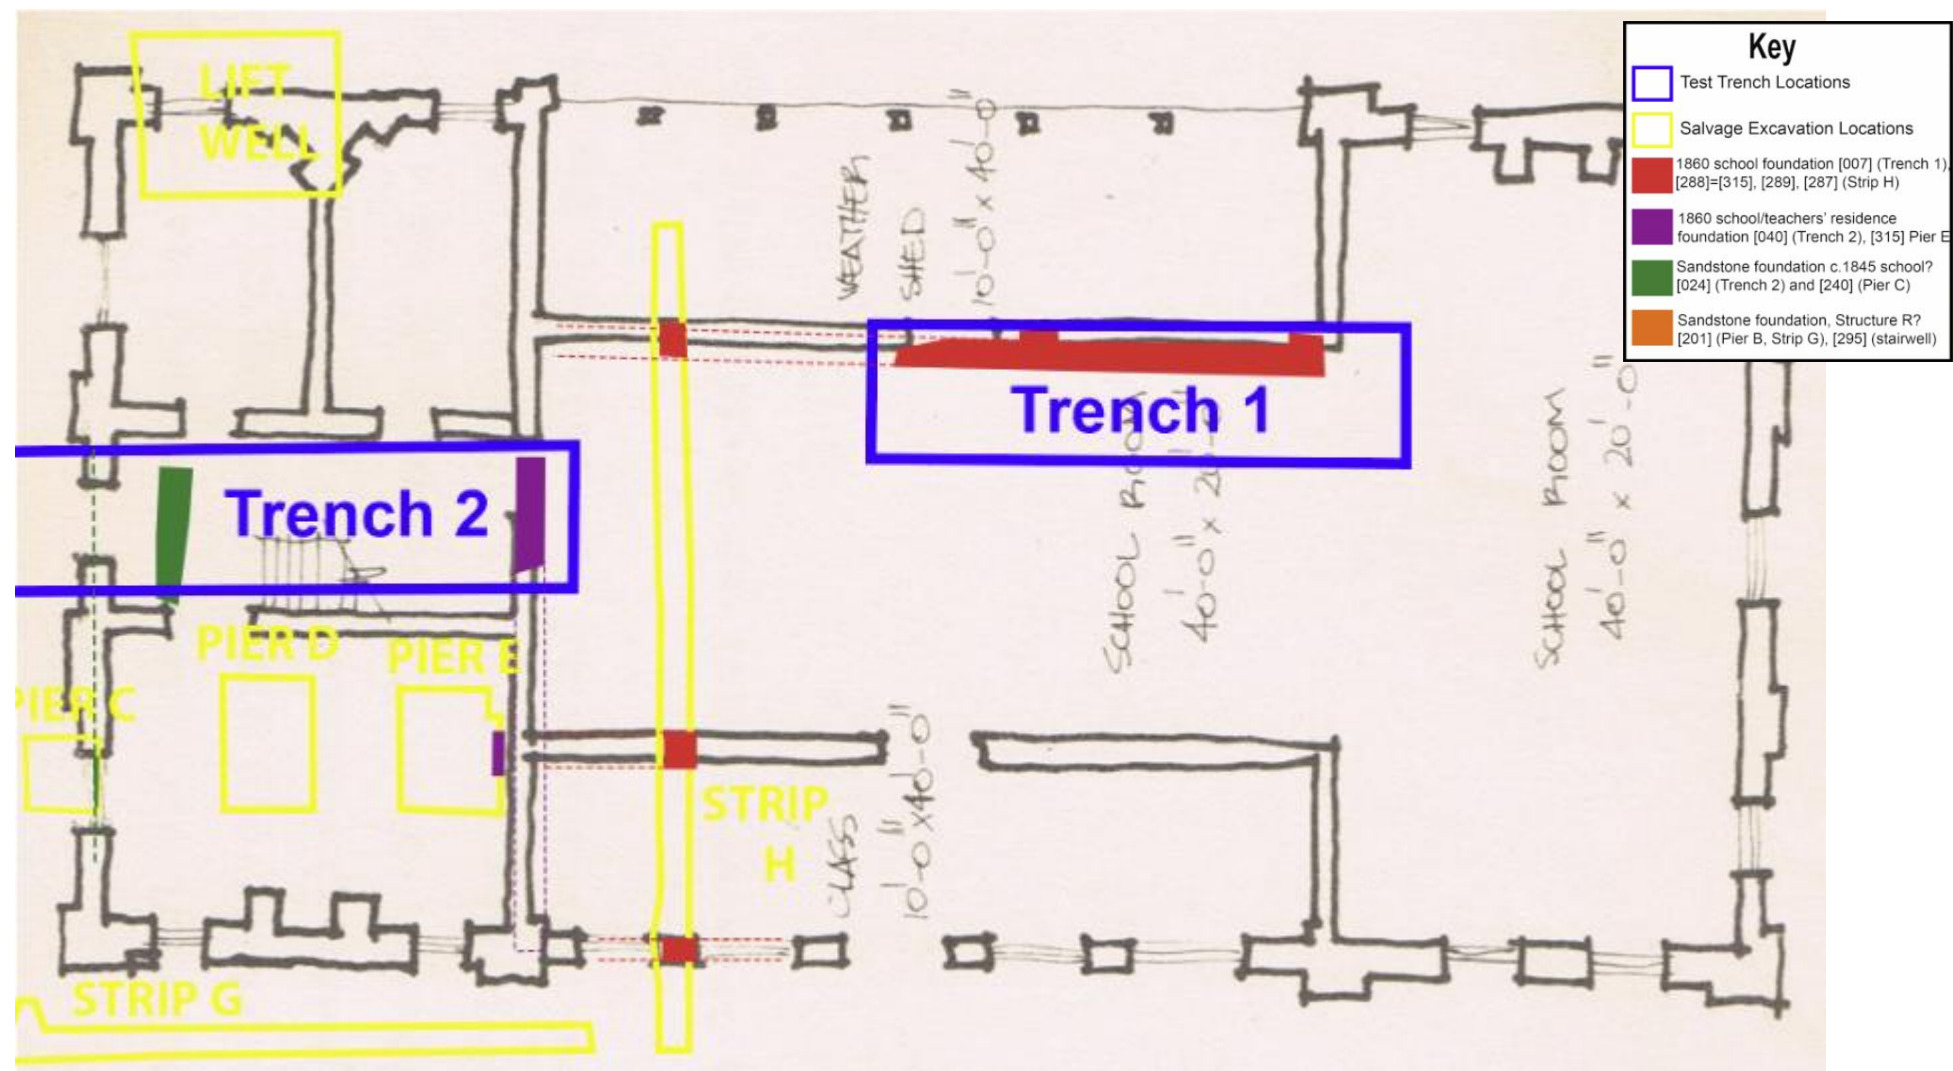 LIFT
WELL
WEATHER
SHED
10'-0" x 40'-0"
Trench 1
SCHOOL ROOM
40'-0" x 20'-0"
SCHOOL ROOM
40'-0" x 20'-0"
Trench 2
PIER D
PIER E
PIER C
STRIP
H
CLASS
10'-0" x 40'-0"
STRIP G
Key
Test Trench Locations
Salvage Excavation Locations
1860 school foundation [007] (Trench 1),
[288]=[315], [289], [287] (Strip H)
1860 school/teachers' residence
foundation [040] (Trench 2), [315] Pier E
Sandstone foundation c.1845 school?
[024] (Trench 2) and [240] (Pier C)
Sandstone foundation, Structure R?
[201] (Pier B, Strip G), [295] (stairwell)